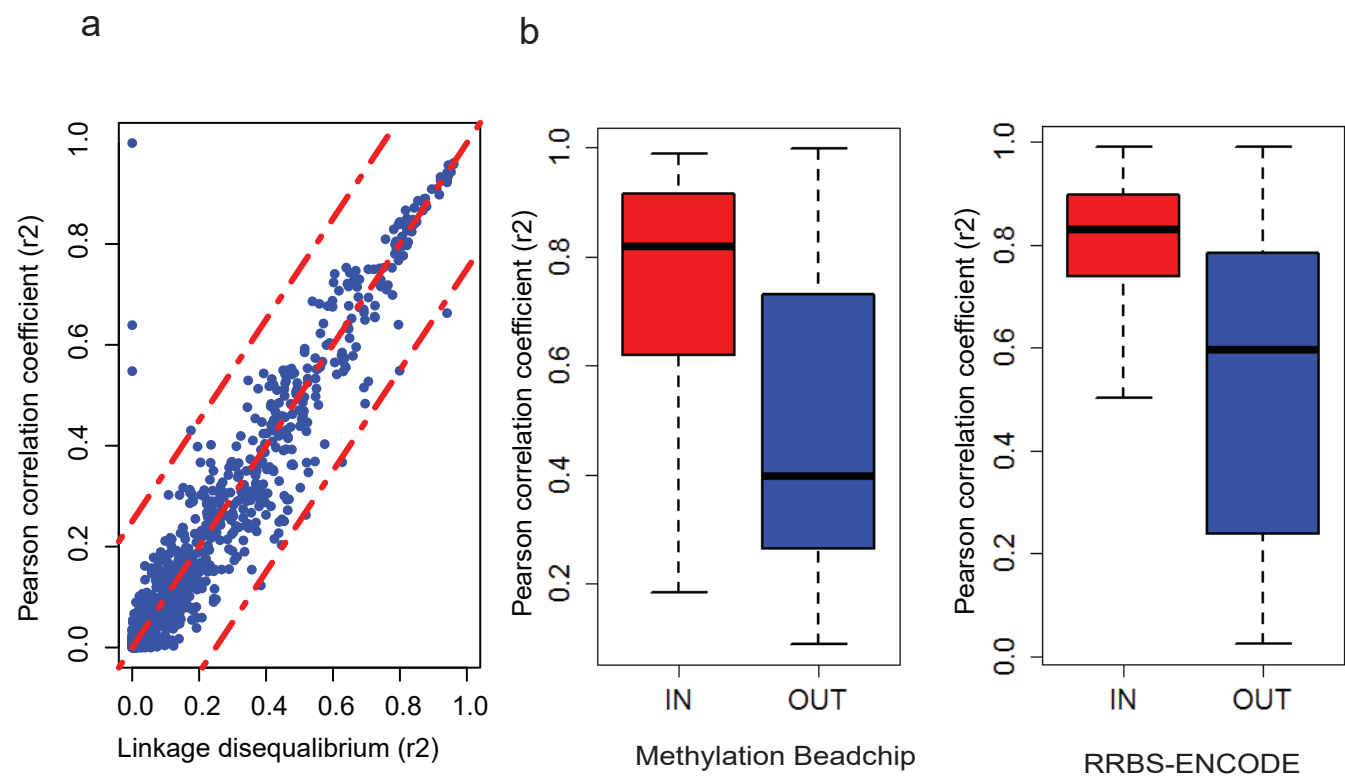 a
b
Pearson correlation coefficient (r2)
1.0
0.8
0.6
0.4
0.2
0.0
0.0 0.2 0.4 0.6 0.8 1.0
Linkage disequalibrium (r2)
Pearson correlation coefficient (r2)
1.0
0.8
0.6
0.4
0.2
IN OUT
Methylation Beadchip
Pearson correlation coefficient (r2)
1.0
0.8
0.6
0.4
0.2
0.0
IN OUT
RRBS-ENCODE